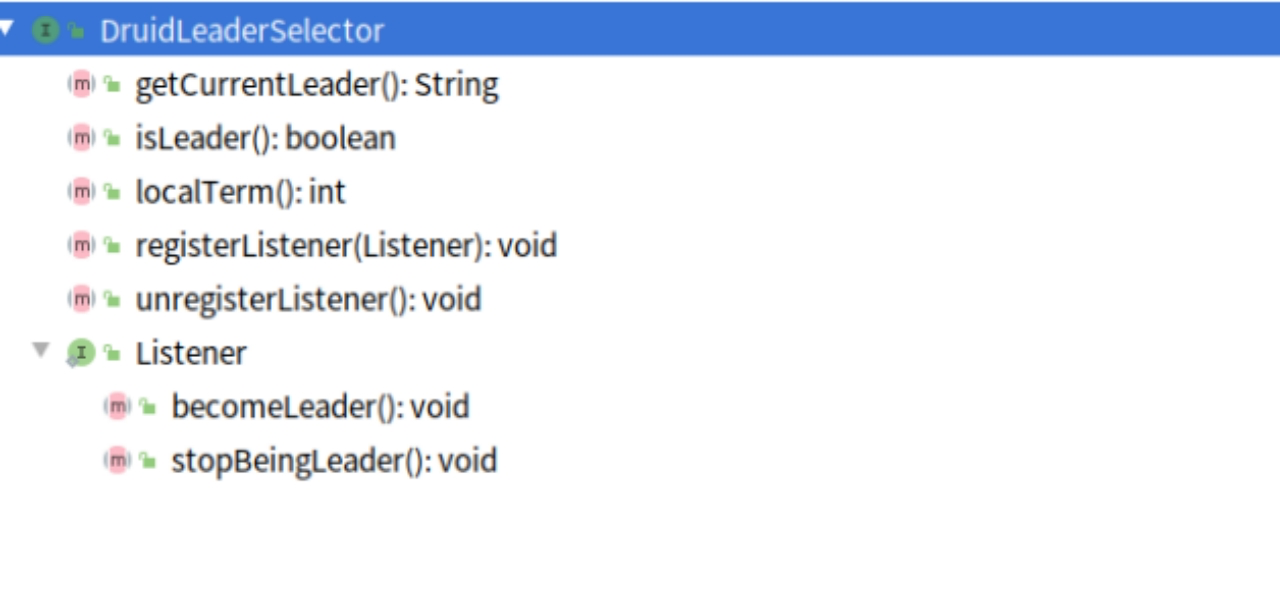 DruidLeaderSelector
getCurrentLeader(): String
isLeader(): boolean
localTerm(): int
registerListener(Listener): void
unregisterListener(): void
Listener
becomeLeader(): void
stopBeingLeader(): void